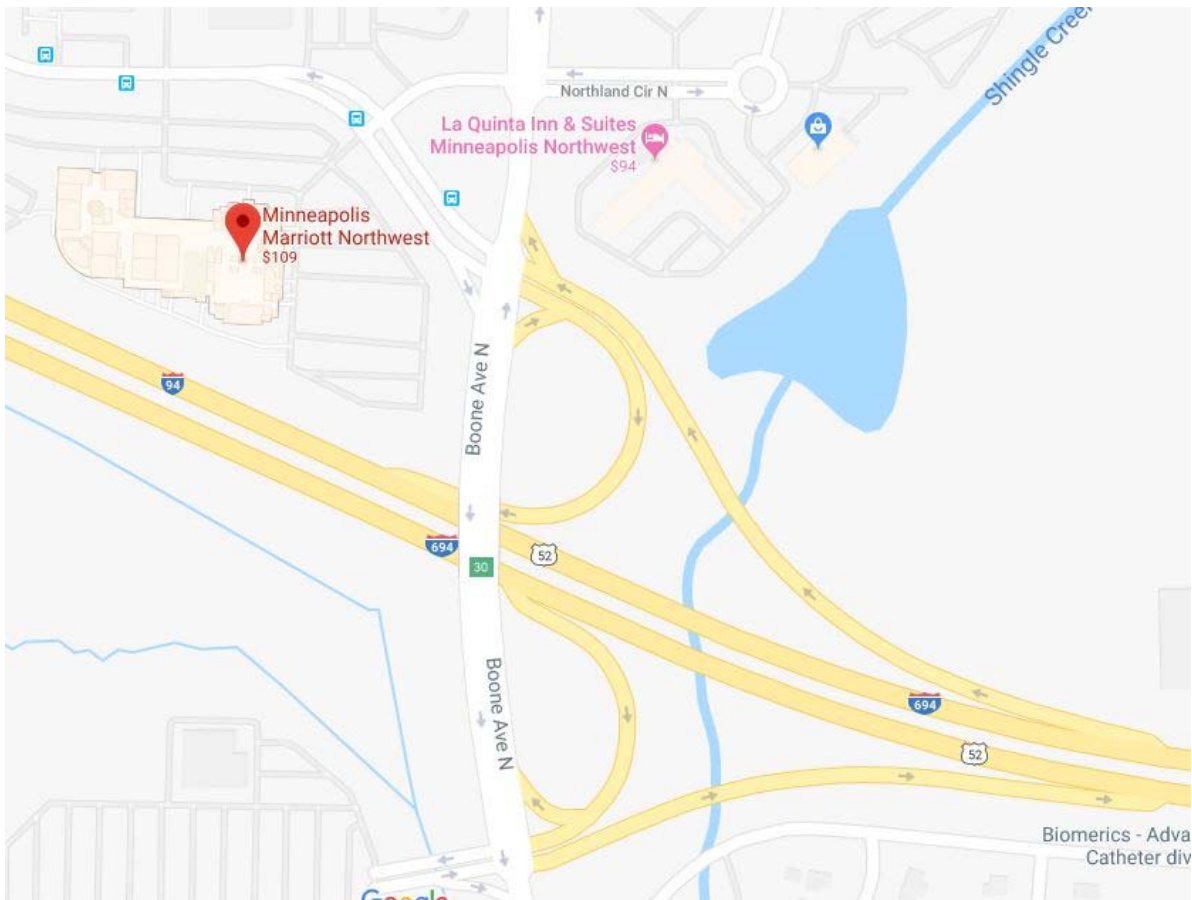 Shingle Creek
Northland Cir N
La Quinta Inn & Suites
Minneapolis Northwest
$94
Minneapolis
Marriott Northwest
$109
Boone Ave N
94
694
52
30
Boone Ave N
694
52
Biomerics - Adva
Catheter div
Google